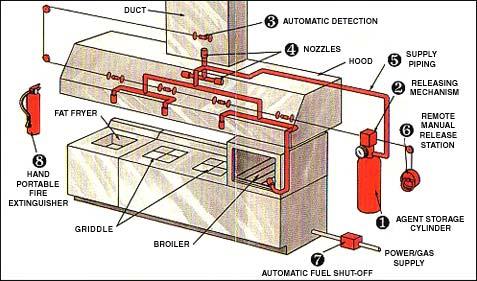 DUCT
3 AUTOMATIC DETECTION
4 NOZZLES
HOOD
5 SUPPLY
PIPING
2 RELEASING
MECHANISM
REMOTE
MANUAL
RELEASE
STATION
6
FAT FRYER
8
HAND
PORTABLE
FIRE
EXTINGUISHER
GRIDDLE
BROILER
1 AGENT STORAGE
CYLINDER
7
AUTOMATIC FUEL SHUT-OFF
POWER/GAS
SUPPLY